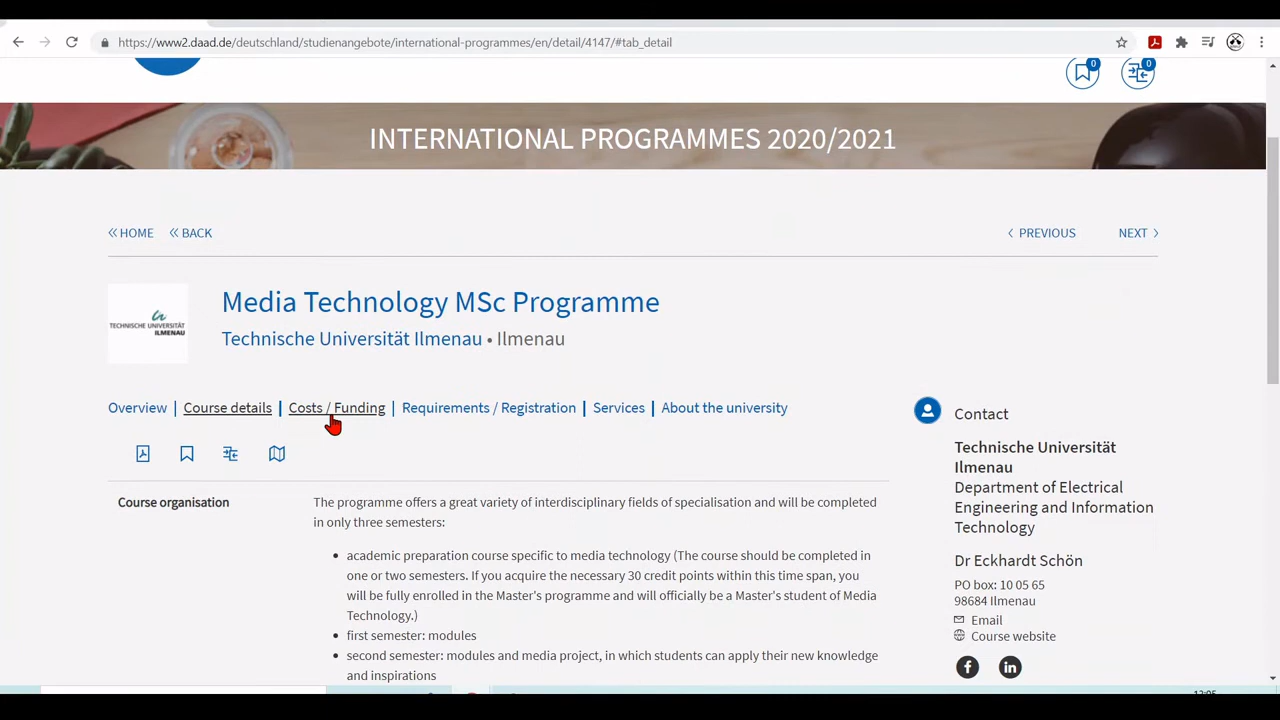 https://www2.daad.de/deutschland/studienangebote/international-programmes/en/detail/4147/#tab_detail
0
0
INTERNATIONAL PROGRAMMES 2020/2021
HOME BACK
PREVIOUS NEXT
TECHNISCHE UNIVERSITÄT
ILMENAU
Media Technology MSc Programme
Technische Universität Ilmenau • Ilmenau
Overview | Course details | Costs / Funding | Requirements / Registration | Services | About the university
Course organisation
The programme offers a great variety of interdisciplinary fields of specialisation and will be completed
in only three semesters:
• academic preparation course specific to media technology (The course should be completed in
one or two semesters. If you acquire the necessary 30 credit points within this time span, you
will be fully enrolled in the Master's programme and will officially be a Master's student of Media
Technology.)
• first semester: modules
• second semester: modules and media project, in which students can apply their new knowledge
and inspirations
Contact
Technische Universität
Ilmenau
Department of Electrical
Engineering and Information
Technology
Dr Eckhardt Schön
PO box: 10 05 65
98684 Ilmenau
Email
Course website